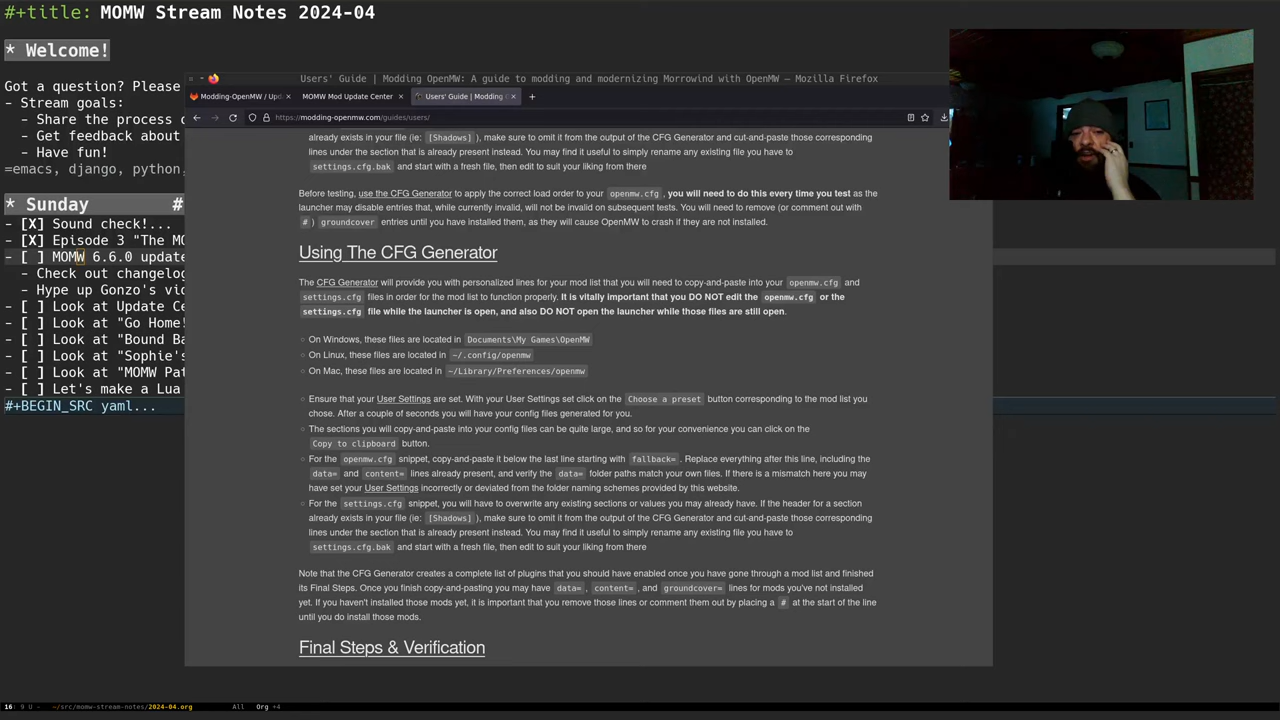 #+title: MOMW Stream Notes 2024-04
* Welcome!
Got a question? Please
- Stream goals:
- Share the process o
- Get feedback about
- Have fun!
=emacs, django, python,
* Sunday #
- [X] Sound check!...
- [X] Episode 3 "The MO
- [ ] MOMW 6.6.0 update
- Check out changelog
- Hype up Gonzo's vid
- [ ] Look at Update Ce
- [ ] Look at "Go Home!
- [ ] Look at "Bound Ba
- [ ] Look at "Sophie's
- [ ] Look at "MOMW Pat
- [ ] Let's make a Lua
#+BEGIN_SRC yaml...
Users' Guide | Modding OpenMW: A guide to modding and modernizing Morrowind with OpenMW — Mozilla Firefox
Modding-OpenMW / Upd × MOMW Mod Update Center × Users' Guide | Modding × +
https://modding-openmw.com/guides/users/
already exists in your file (ie: [Shadows] ), make sure to omit it from the output of the CFG Generator and cut-and-paste those corresponding
lines under the section that is already present instead. You may find it useful to simply rename any existing file you have to
settings.cfg.bak and start with a fresh file, then edit to suit your liking from there
Before testing, use the CFG Generator to apply the correct load order to your openmw.cfg , you will need to do this every time you test as the
launcher may disable entries that, while currently invalid, will not be invalid on subsequent tests. You will need to remove (or comment out with
# ) groundcover entries until you have installed them, as they will cause OpenMW to crash if they are not installed.
Using The CFG Generator
The CFG Generator will provide you with personalized lines for your mod list that you will need to copy-and-paste into your openmw.cfg and
settings.cfg files in order for the mod list to function properly. It is vitally important that you DO NOT edit the openmw.cfg or the
settings.cfg file while the launcher is open, and also DO NOT open the launcher while those files are still open.
On Windows, these files are located in Documents\My Games\OpenMW
On Linux, these files are located in ~/.config/openmw
On Mac, these files are located in ~/Library/Preferences/openmw
Ensure that your User Settings are set. With your User Settings set click on the Choose a preset button corresponding to the mod list you
chose. After a couple of seconds you will have your config files generated for you.
The sections you will copy-and-paste into your config files can be quite large, and so for your convenience you can click on the
Copy to clipboard button.
For the openmw.cfg snippet, copy-and-paste it below the last line starting with fallback= . Replace everything after this line, including the
data= and content= lines already present, and verify the data= folder paths match your own files. If there is a mismatch here you may
have set your User Settings incorrectly or deviated from the folder naming schemes provided by this website.
For the settings.cfg snippet, you will have to overwrite any existing sections or values you may already have. If the header for a section
already exists in your file (ie: [Shadows] ), make sure to omit it from the output of the CFG Generator and cut-and-paste those corresponding
lines under the section that is already present instead. You may find it useful to simply rename any existing file you have to
settings.cfg.bak and start with a fresh file, then edit to suit your liking from there
Note that the CFG Generator creates a complete list of plugins that you should have enabled once you have gone through a mod list and finished
its Final Steps. Once you finish copy-and-pasting you may have data= , content= , and groundcover= lines for mods you've not installed
yet. If you haven't installed those mods yet, it is important that you remove those lines or comment them out by placing a # at the start of the line
until you do install those mods.
Final Steps & Verification
16: 9 U - ~/src/momw-stream-notes/2024-04.org All Org +4